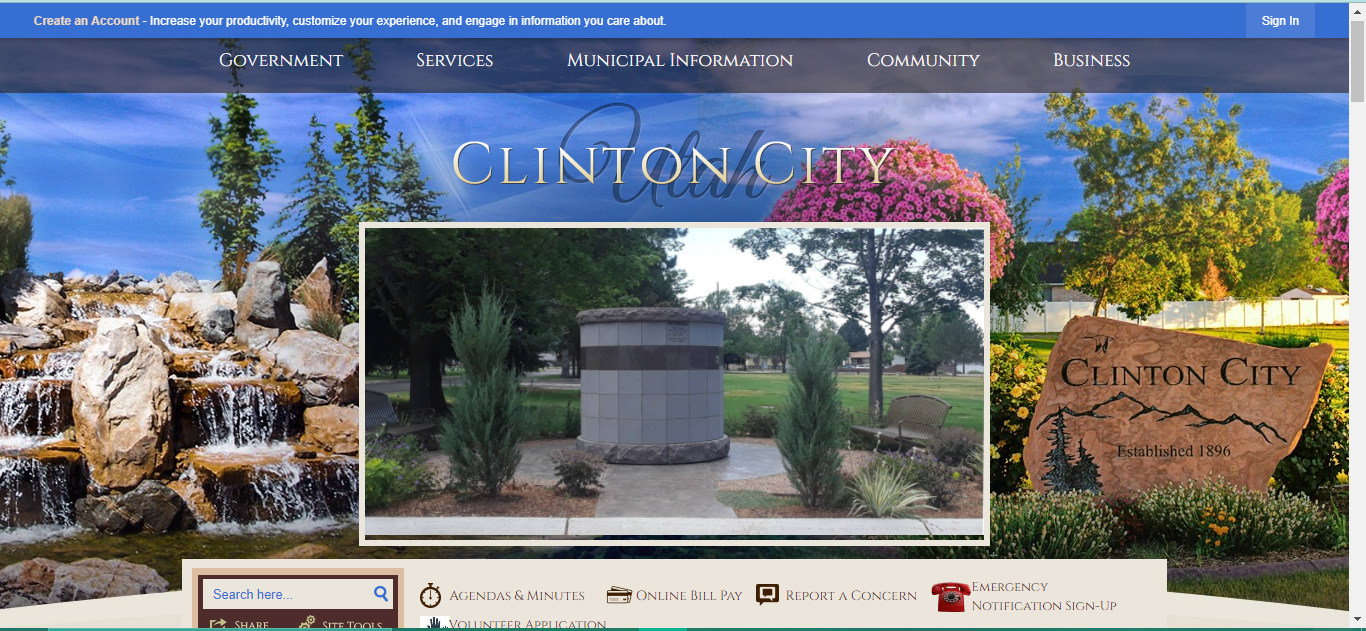 Create an Account - Increase your productivity, customize your experience, and engage in information you care about.
Sign In
Government Services Municipal Information Community Business
Utah
Clinton City
Clinton City
Established 1896
Search here...
Agendas & Minutes Online Bill Pay Report a Concern Emergency
Notification Sign-Up
Share Site Tools Volunteer Application